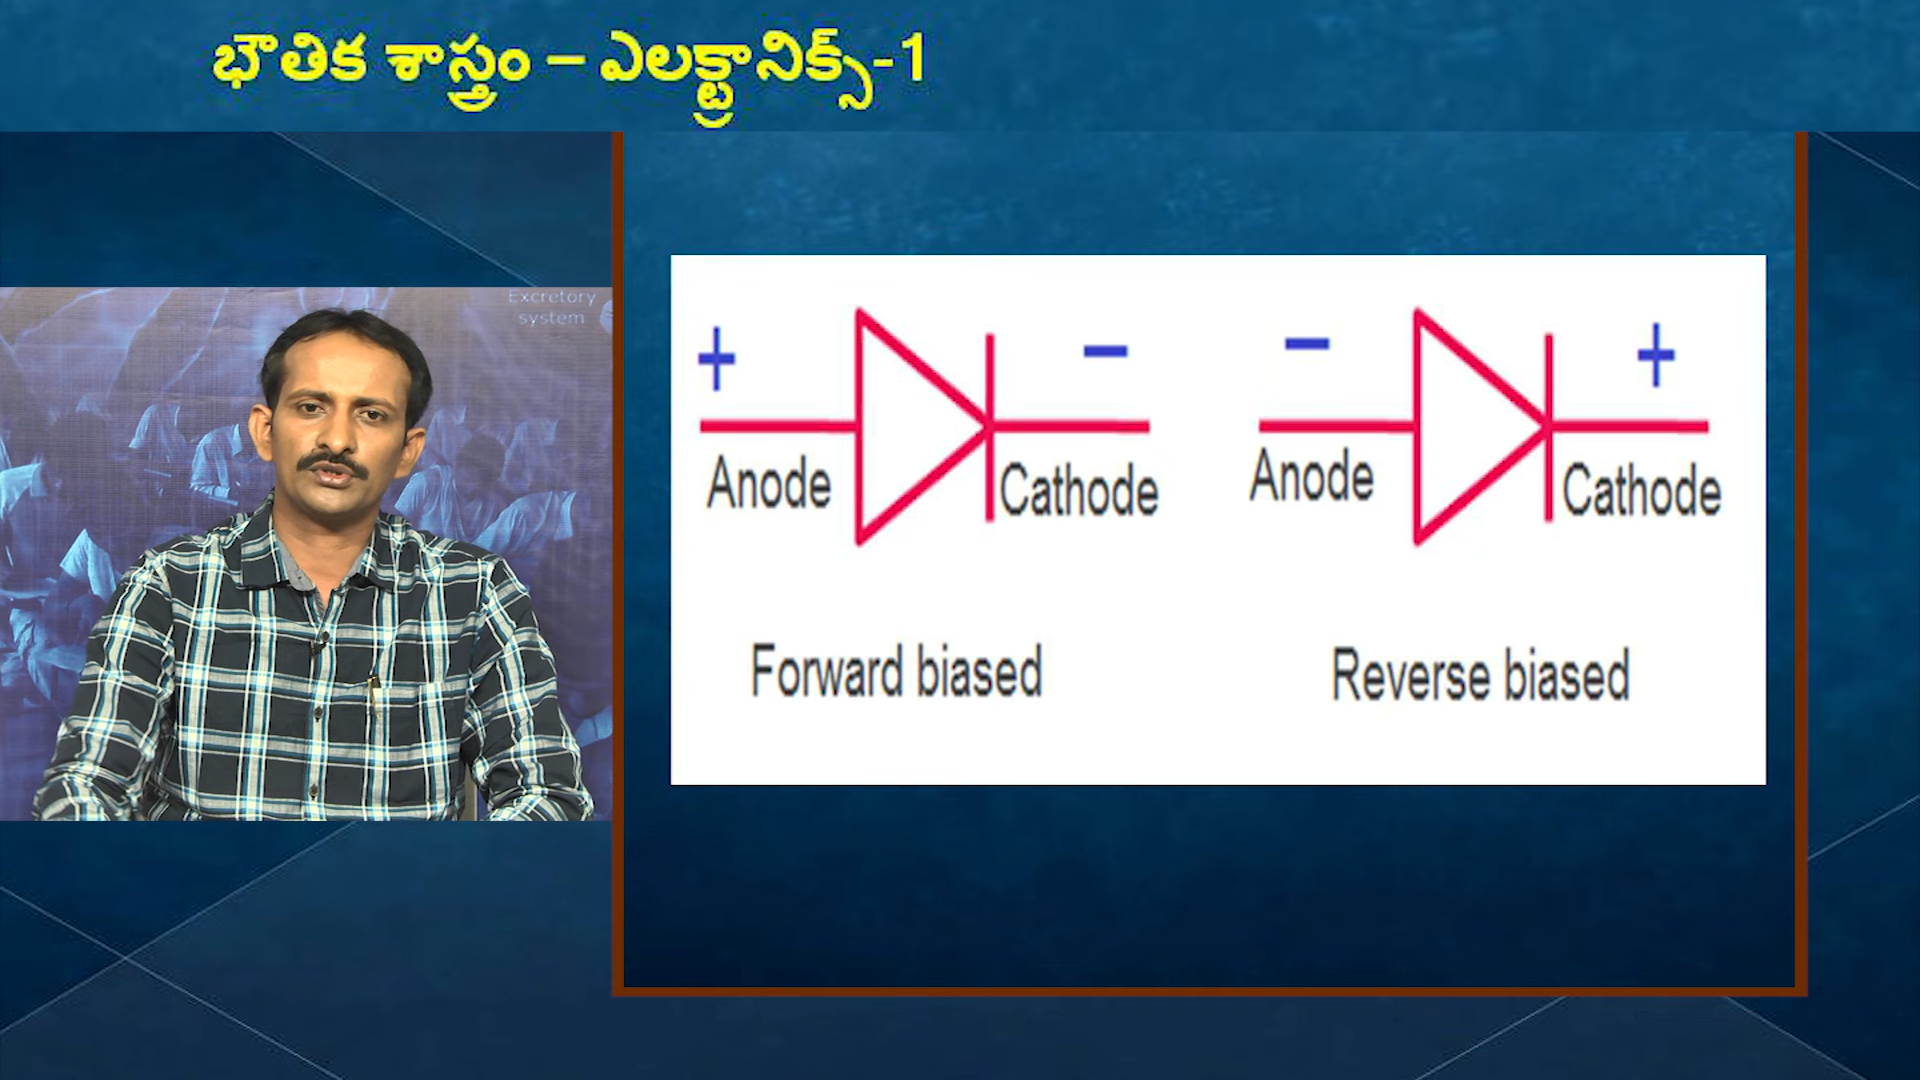 భౌతిక శాస్త్రం – ఎలక్ట్రానిక్స్-1
Excretory
system
+ − − +
Anode Cathode Anode Cathode
Forward biased Reverse biased